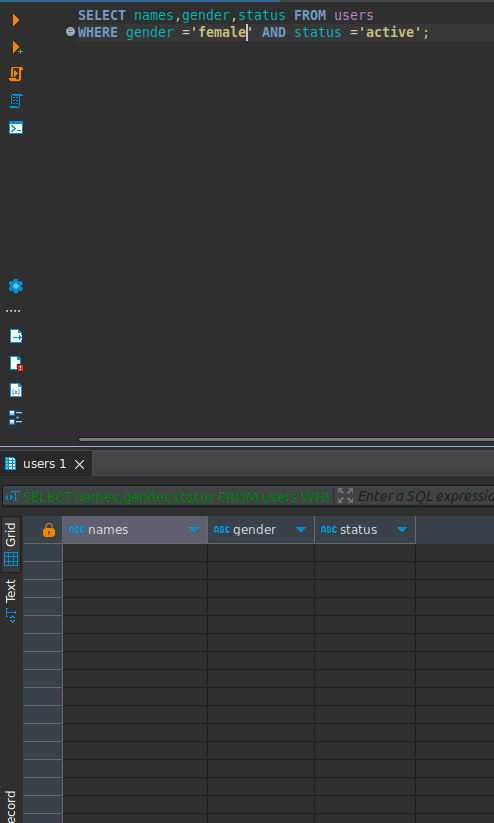 SELECT names,gender,status FROM users
WHERE gender ='female' AND status ='active';
users 1
SELECT names,gender,status FROM users WHE
Enter a SQL expressio
Grid
Text
ecord
ABC names
ABC gender
ABC status